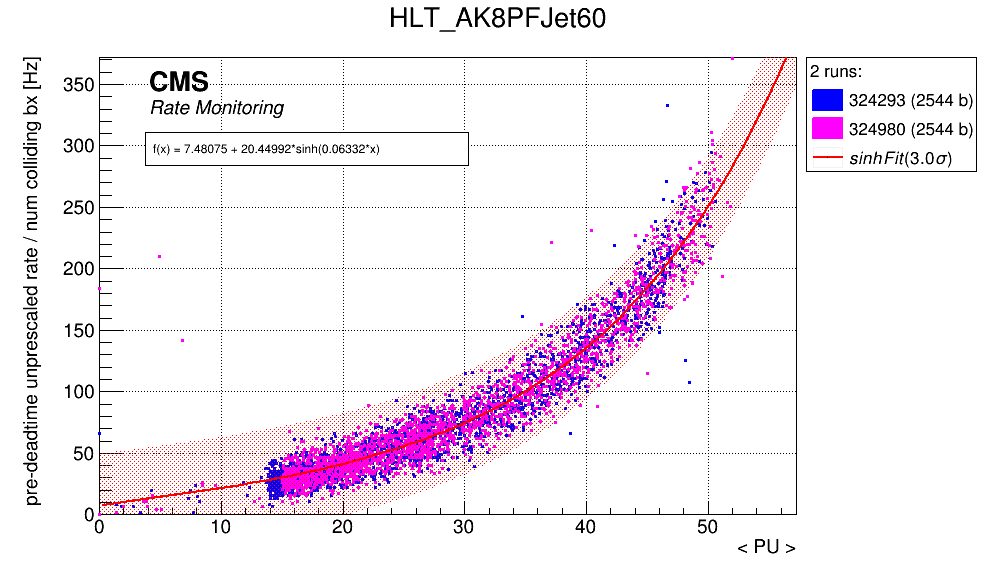 HLT_AK8PFJet60
pre-deadtime unprescaled rate / num colliding bx [Hz]
350
300
250
200
150
100
50
0
CMS
Rate Monitoring
f(x) = 7.48075 + 20.44992*sinh(0.06332*x)
0 10 20 30 40 50
< PU >
2 runs:
324293 (2544 b)
324980 (2544 b)
sinhFit(3.0σ)